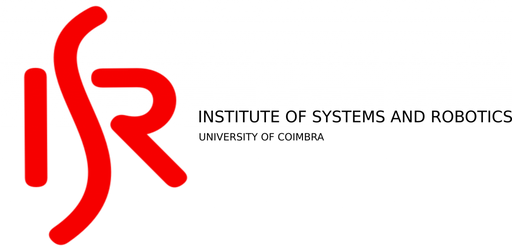 ISR
INSTITUTE OF SYSTEMS AND ROBOTICS
UNIVERSITY OF COIMBRA